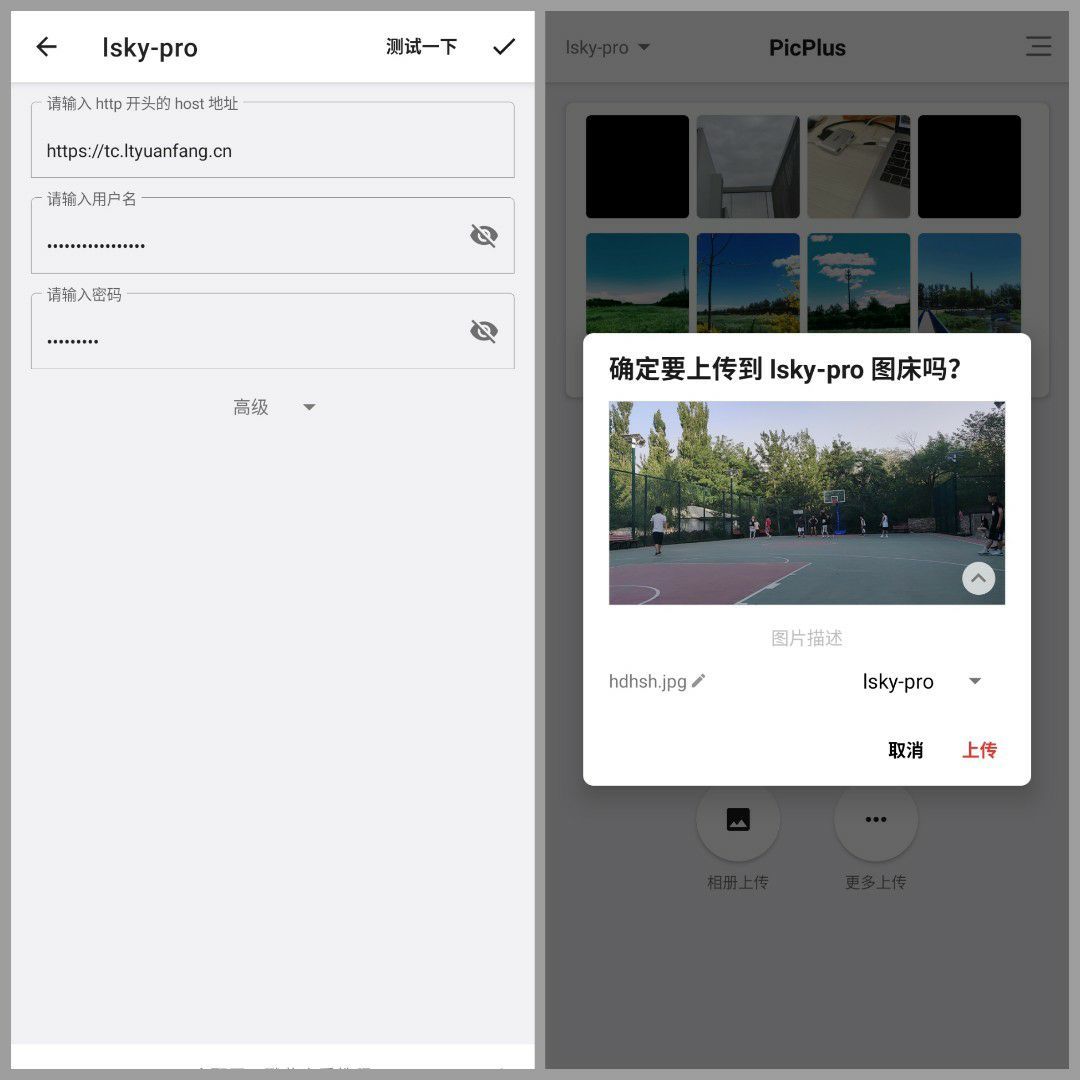 lsky-pro
测试一下
请输入 http 开头的 host 地址
https://tc.ltyuanfang.cn
请输入用户名
•••••••••••••••••
请输入密码
•••••••••
高级
lsky-pro
PicPlus
确定要上传到 lsky-pro 图床吗?
图片描述
hdhsh.jpg
lsky-pro
取消
上传
相册上传
更多上传